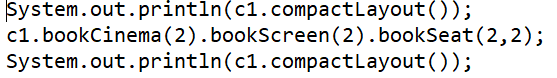 System.out.println(c1.compactLayout());
c1.bookCinema(2).bookScreen(2).bookSeat(2,2);
System.out.println(c1.compactLayout());